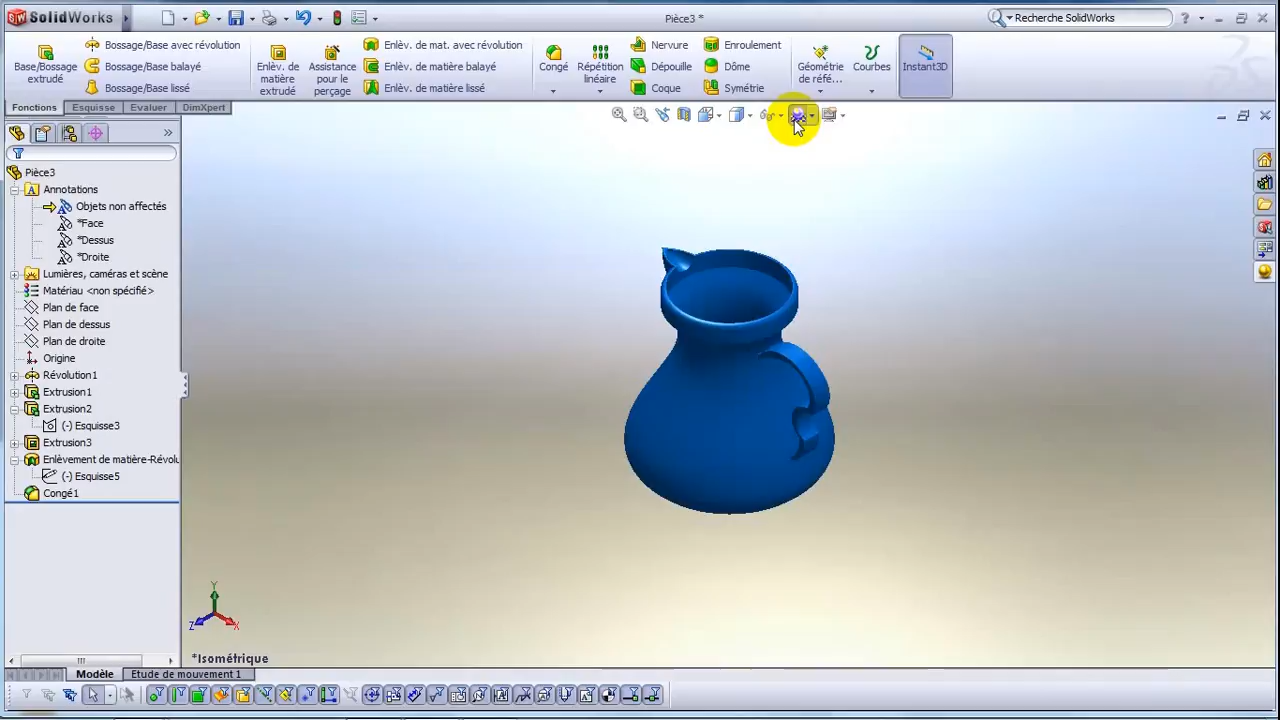 SolidWorks
Pièce3 *
Recherche SolidWorks
Base/Bossage extrudé
Bossage/Base avec révolution
Bossage/Base balayé
Bossage/Base lissé
Enlèv. de matière extrudé
Assistance pour le perçage
Enlèv. de mat. avec révolution
Enlèv. de matière balayé
Enlèv. de matière lissé
Congé
Répétition linéaire
Nervure
Dépouille
Coque
Enroulement
Dôme
Symétrie
Géométrie de réfé...
Courbes
Instant3D
Fonctions
Esquisse
Evaluer
DimXpert
Pièce3
Annotations
Objets non affectés
*Face
*Dessus
*Droite
Lumières, caméras et scène
Matériau <non spécifié>
Plan de face
Plan de dessus
Plan de droite
Origine
Révolution1
Extrusion1
Extrusion2
(-) Esquisse3
Extrusion3
Enlèvement de matière-Révolu
(-) Esquisse5
Congé1
Y
Z
X
*Isométrique
Modèle
Etude de mouvement 1